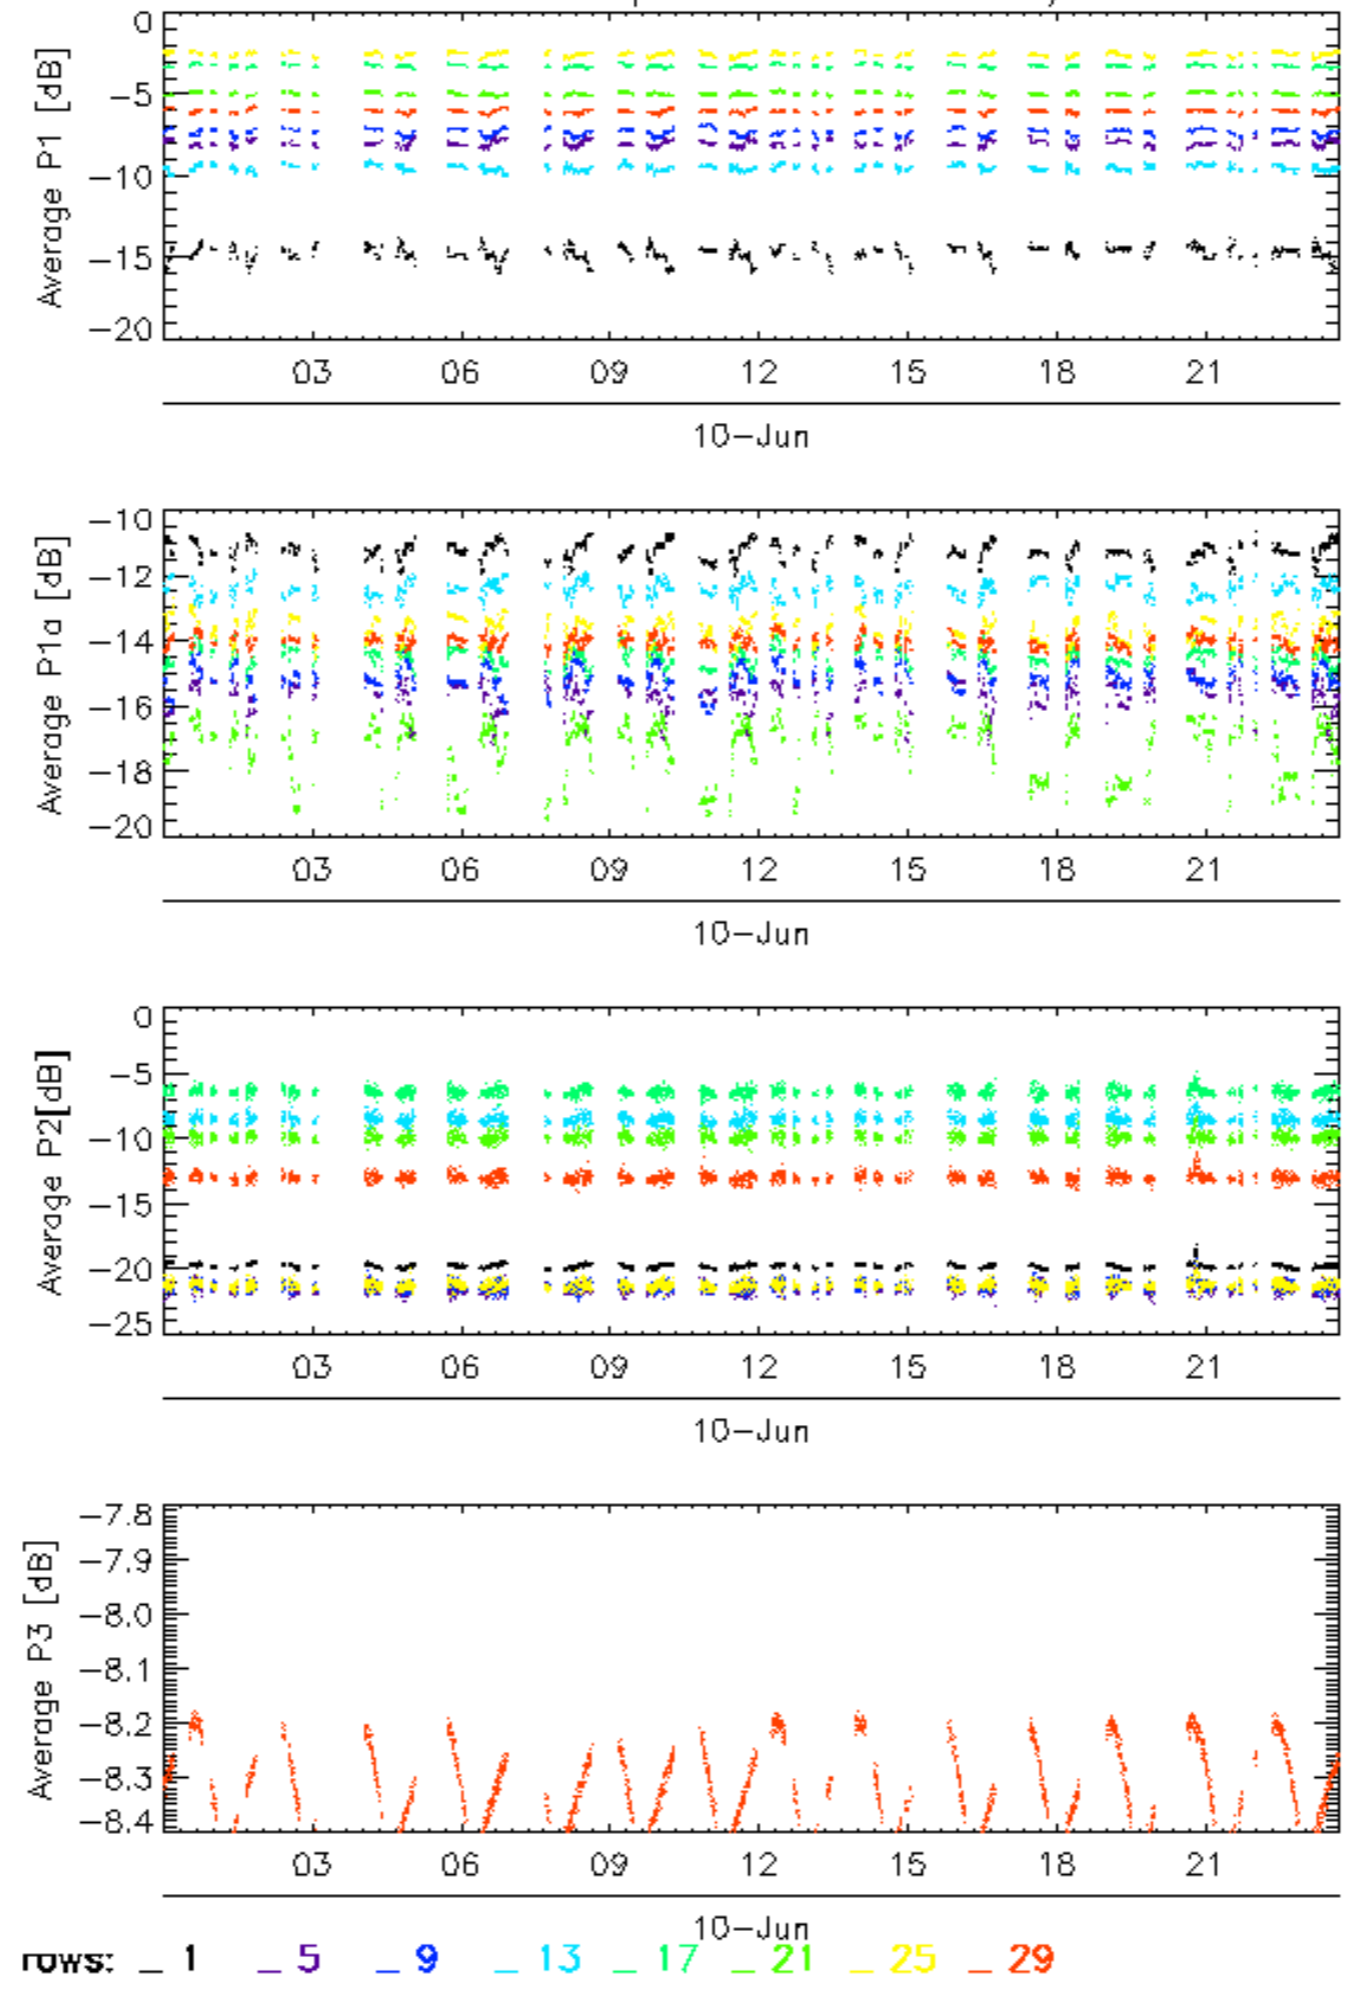 Average P1 [dB]
0
−5
−10
−15
−20
03 06 09 12 15 18 21
10−Jun
Average P1a [dB]
−10
−12
−14
−16
−18
−20
03 06 09 12 15 18 21
10−Jun
Average P2[dB]
0
−5
−10
−15
−20
−25
03 06 09 12 15 18 21
10−Jun
Average P3 [dB]
−7.8
−7.9
−8.0
−8.1
−8.2
−8.3
−8.4
03 06 09 12 15 18 21
10−Jun
rows: _ 1 _ 5 _ 9 _ 13 _ 17 _ 21 _ 25 _ 29